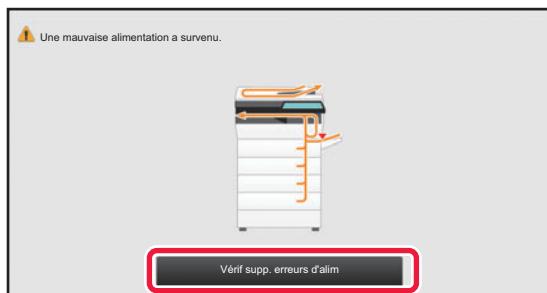 Une mauvaise alimentation a survenu.
Vérif supp. erreurs d'alim